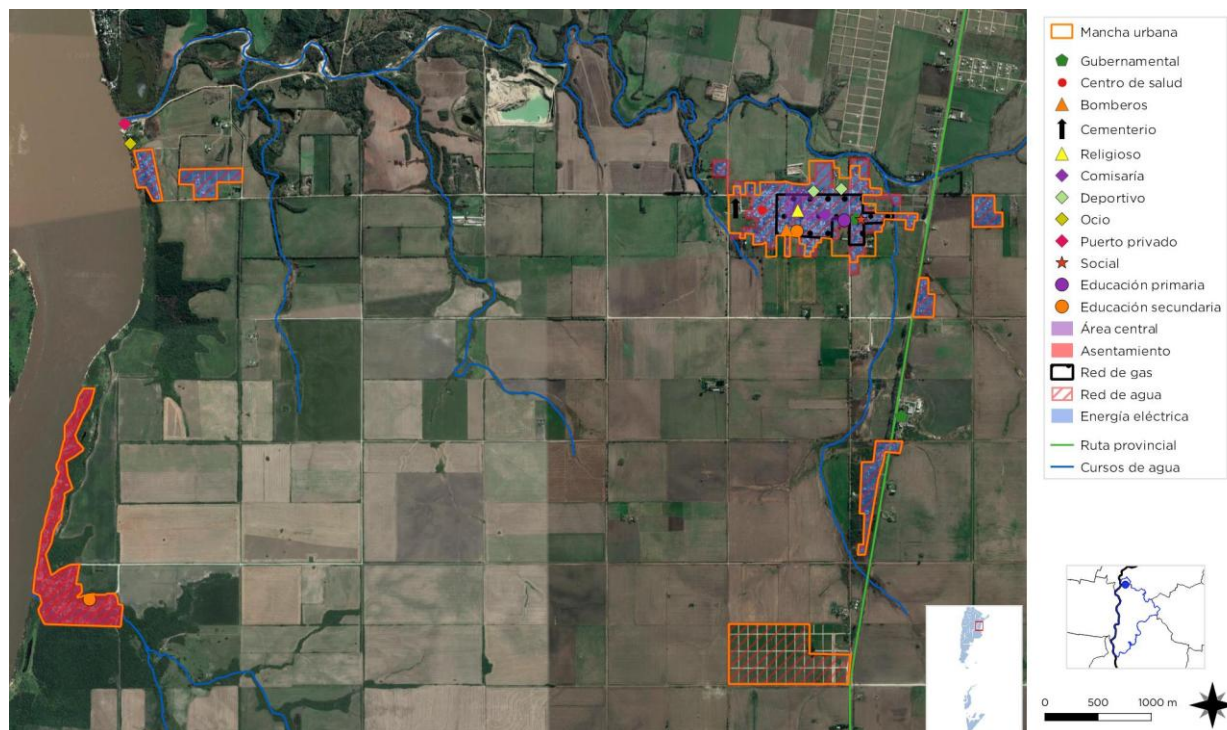 Mancha urbana
Gubernamental
Centro de salud
Bomberos
Cementerio
Religioso
Comisaría
Deportivo
Ocio
Puerto privado
Social
Educación primaria
Educación secundaria
Área central
Asentamiento
Red de gas
Red de agua
Energía eléctrica
Ruta provincial
Cursos de agua
0 500 1000 m